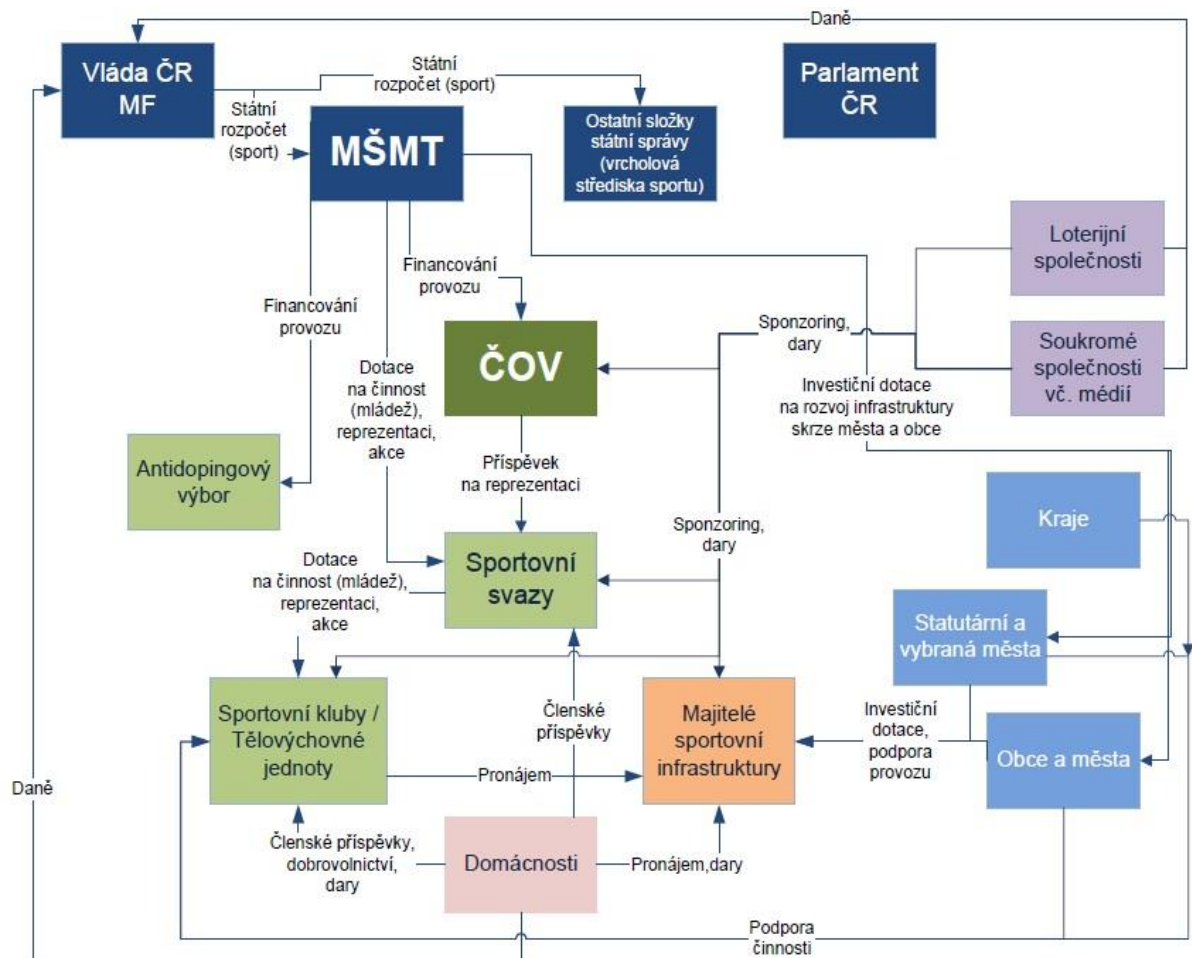 Daně
Vláda ČR
MF
Státní
rozpočet (sport)
Parlament
ČR
Státní
rozpočet
(sport)
MŠMT
Ostatní složky
státní správy
(vrcholová
střediska sportu)
Loterijní
společnosti
Financování
provozu
Financování
provozu
Sponzoring,
dary
Soukromé
společnosti
vč. médií
ČOV
Dotace
na činnost
(mládež),
reprezentaci,
akce
Investiční dotace
na rozvoj infrastruktury
skrze města a obce
Antidopingový
výbor
Příspěvek
na reprezentaci
Kraje
Sponzoring,
dary
Dotace
na činnost (mládež),
reprezentaci,
akce
Sportovní
svazy
Statutární a
vybraná města
Sportovní kluby /
Tělovýchovné
jednoty
Členské
příspěvky
Majitelé
sportovní
infrastruktury
Investiční
dotace,
podpora
provozu
Obce a města
Daně
Pronájem
Členské příspěvky,
dobrovolnictví,
dary
Domácnosti
Pronájem,dary
Podpora
činnosti